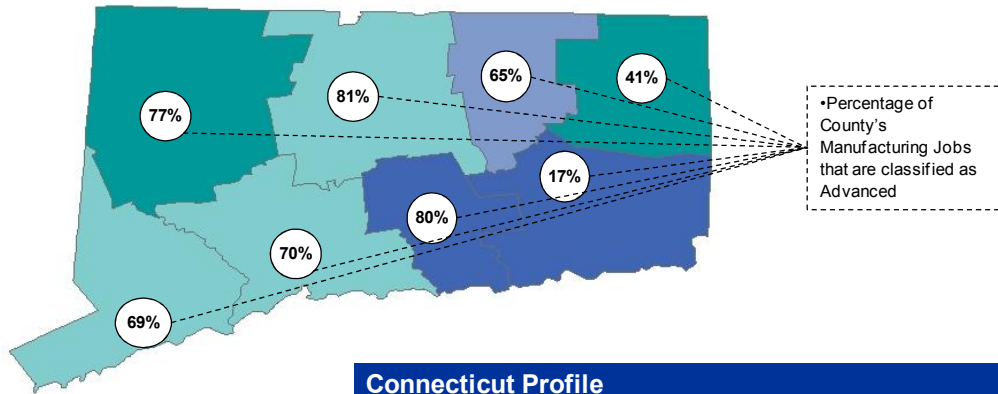 65%
41%
81%
77%
•Percentage of
County's
Manufacturing Jobs
that are classified as
Advanced
17%
80%
70%
69%
Connecticut Profile